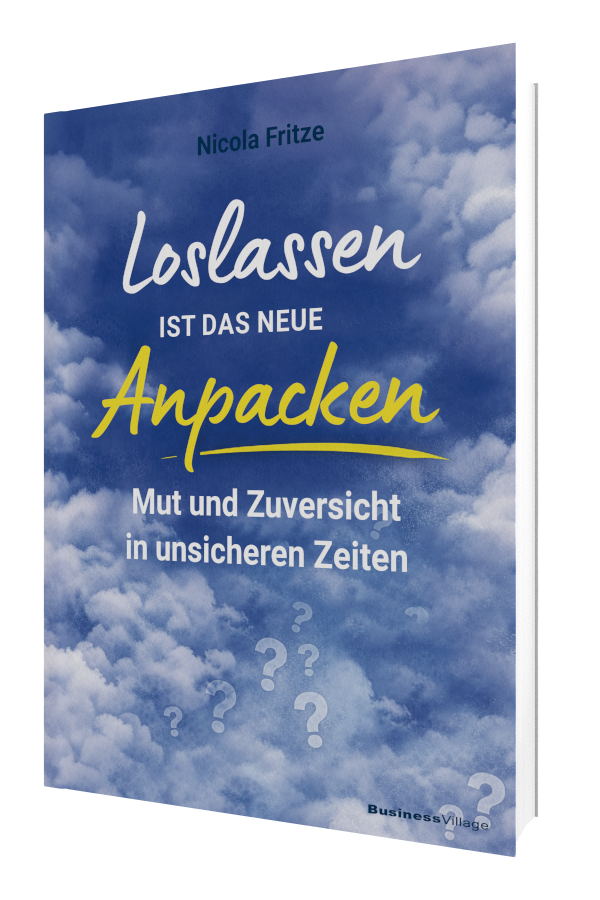 Nicola Fritze
Loslassen
IST DAS NEUE
Anpacken
Mut und Zuversicht
in unsicheren Zeiten
? ?
? ?
? ? ?
?
?
BusinessVillage